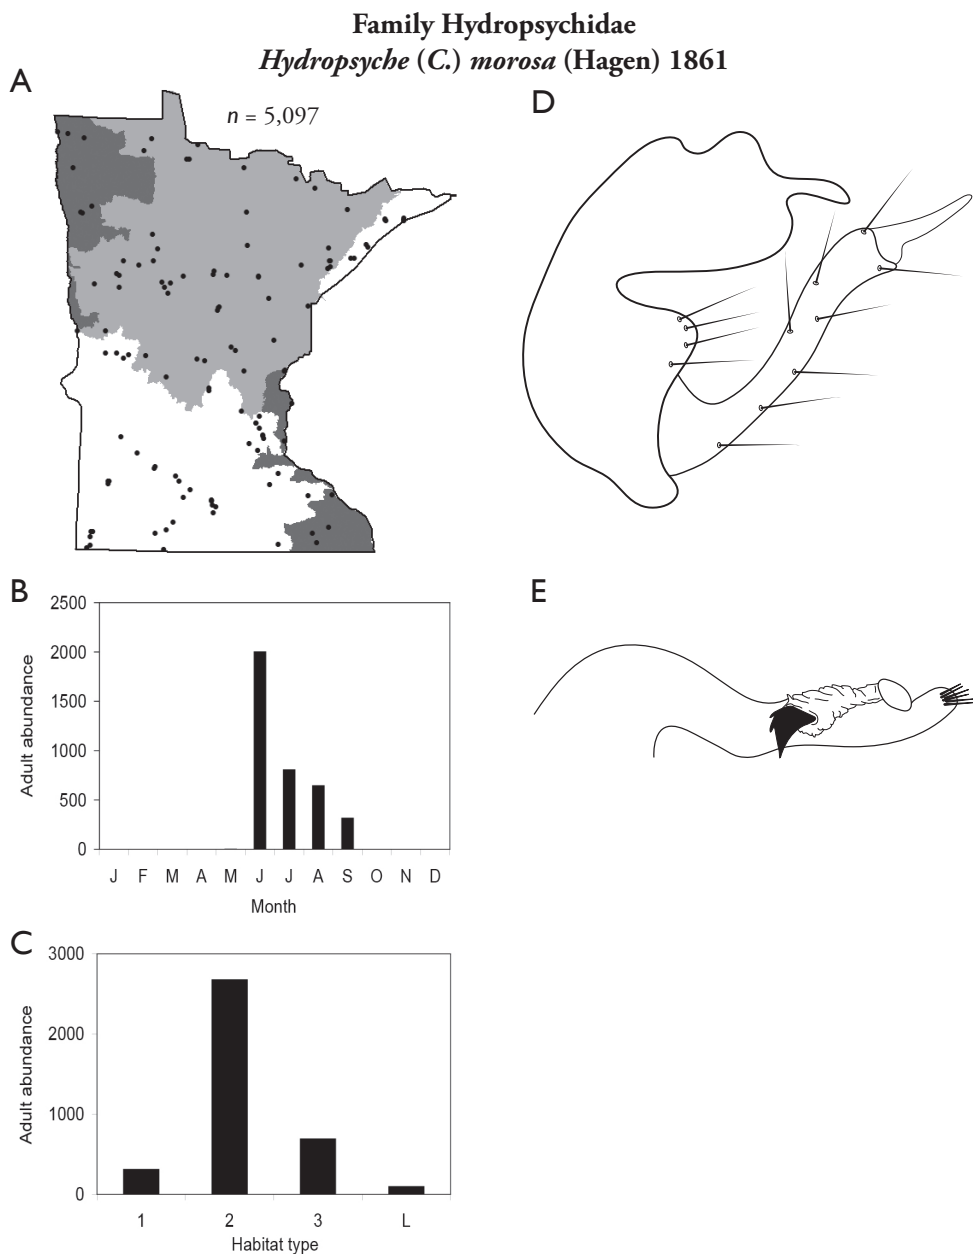 Family Hydropsychidae
Hydropsyche (C.) morosa (Hagen) 1861
A
n = 5,097
D
B
2500
2000
1500
1000
500
0
Adult abundance
J F M A M J J A S O N D
Month
E
C
3000
2000
1000
0
Adult abundance
1 2 3 L
Habitat type